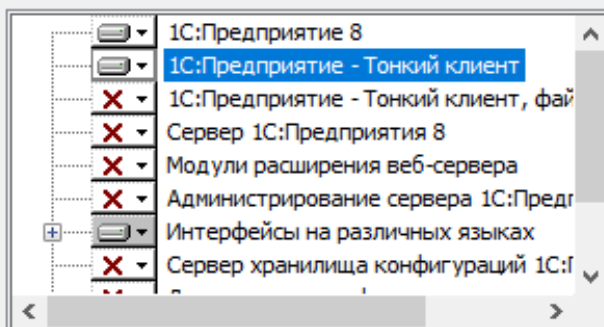 1С:Предприятие 8
1С:Предприятие - Тонкий клиент
1С:Предприятие - Тонкий клиент, фай
Сервер 1С:Предприятия 8
Модули расширения веб-сервера
Администрирование сервера 1С:Предг
Интерфейсы на различных языках
Сервер хранилища конфигураций 1С: